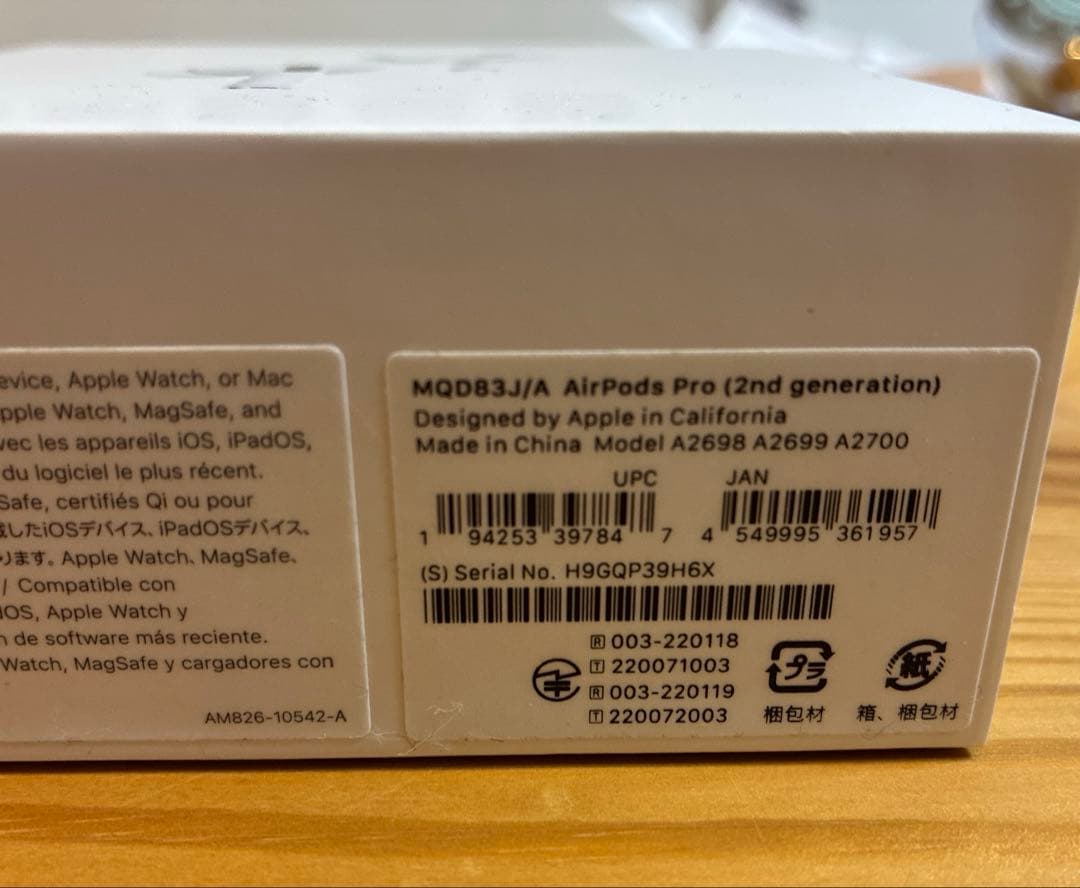 evice, Apple Watch, or Mac
pple Watch, MagSafe, and
vec les appareils iOS, iPadOS,
du logiciel le plus récent.
Safe, certifiés Qi ou pour
載したiOSデバイス、iPadOSデバイス、
ります。Apple Watch、MagSafe、
/ Compatible con
dOS, Apple Watch y
n de software más reciente.
Watch, MagSafe y cargadores con
AM826-10542-A
MQD83J/A AirPods Pro (2nd generation)
Designed by Apple in California
Made in China Model A2698 A2699 A2700
UPC JAN
1 94253 39784 7 4 549995 361957
(S) Serial No. H9GQP39H6X
R 003-220118
T 220071003
R 003-220119
T 220072003
プラ 紙
梱包材 箱、梱包材